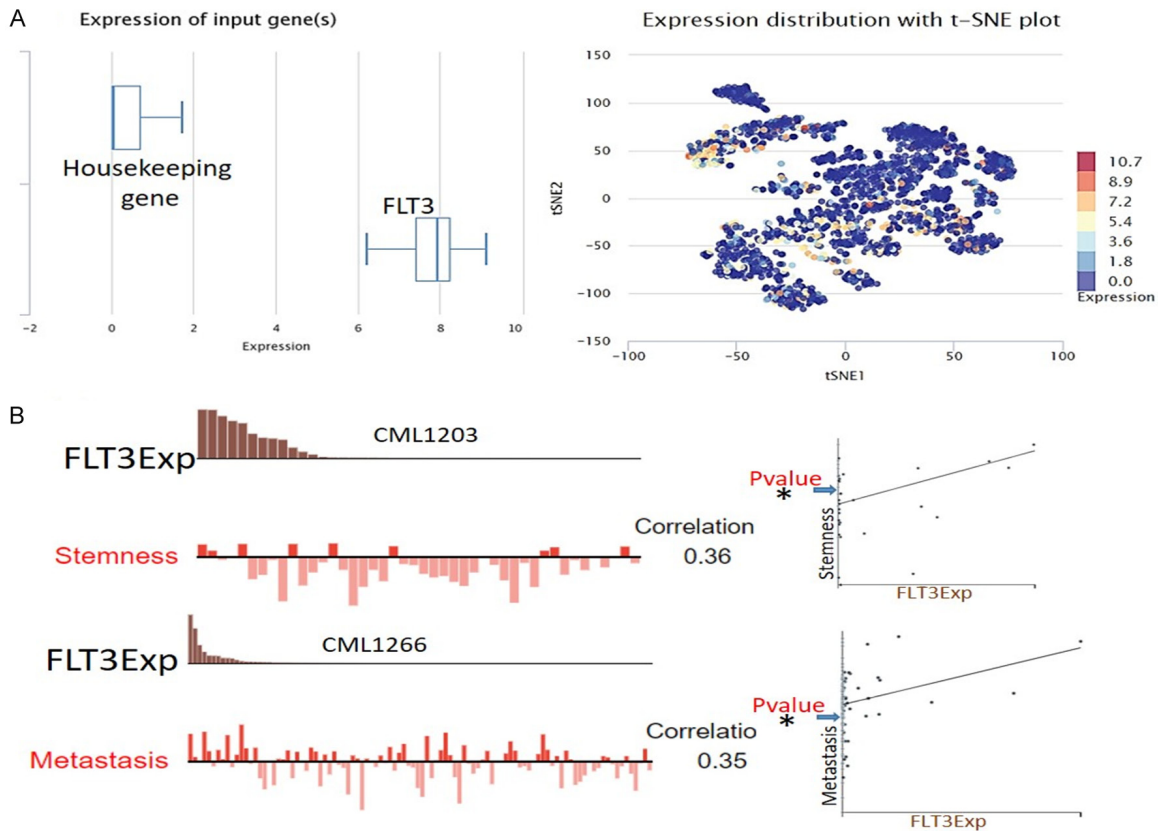 A
Expression of input gene(s)
Housekeeping
gene
FLT3
-2 0 2 4 6 8 10
Expression
Expression distribution with t-SNE plot
150
100
50
0
-50
-100
-150
tSNE2
-100 -50 0 50 100
tSNE1
10.7
8.9
7.2
5.4
3.6
1.8
0.0
Expression
B
FLT3Exp
CML1203
Stemness
Correlation
0.36
Pvalue
*
Stemness
FLT3Exp
FLT3Exp
CML1266
Metastasis
Correlatio
0.35
Pvalue
*
Metastasis
FLT3Exp